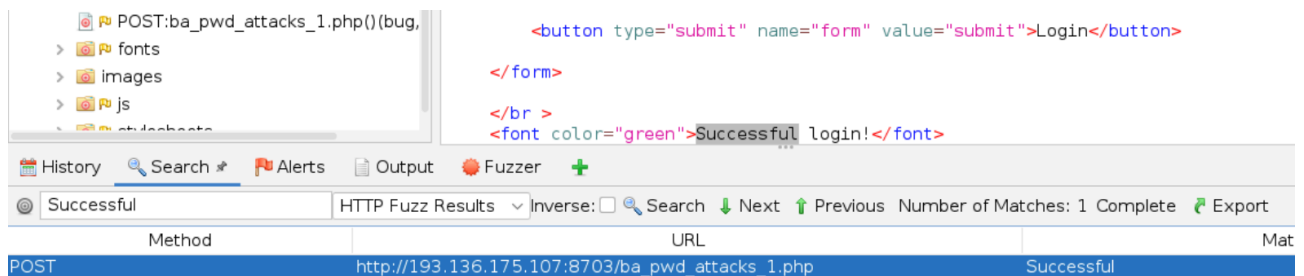 POST:ba_pwd_attacks_1.php()(bug,
fonts
images
js
<button type="submit" name="form" value="submit">Login</button>
</form>
</br >
<font color="green">Successful login!</font>
History Search Alerts Output Fuzzer
Successful HTTP Fuzz Results Inverse: Search Next Previous Number of Matches: 1 Complete Export
Method URL Mat
POST http://193.136.175.107:8703/ba_pwd_attacks_1.php Successful